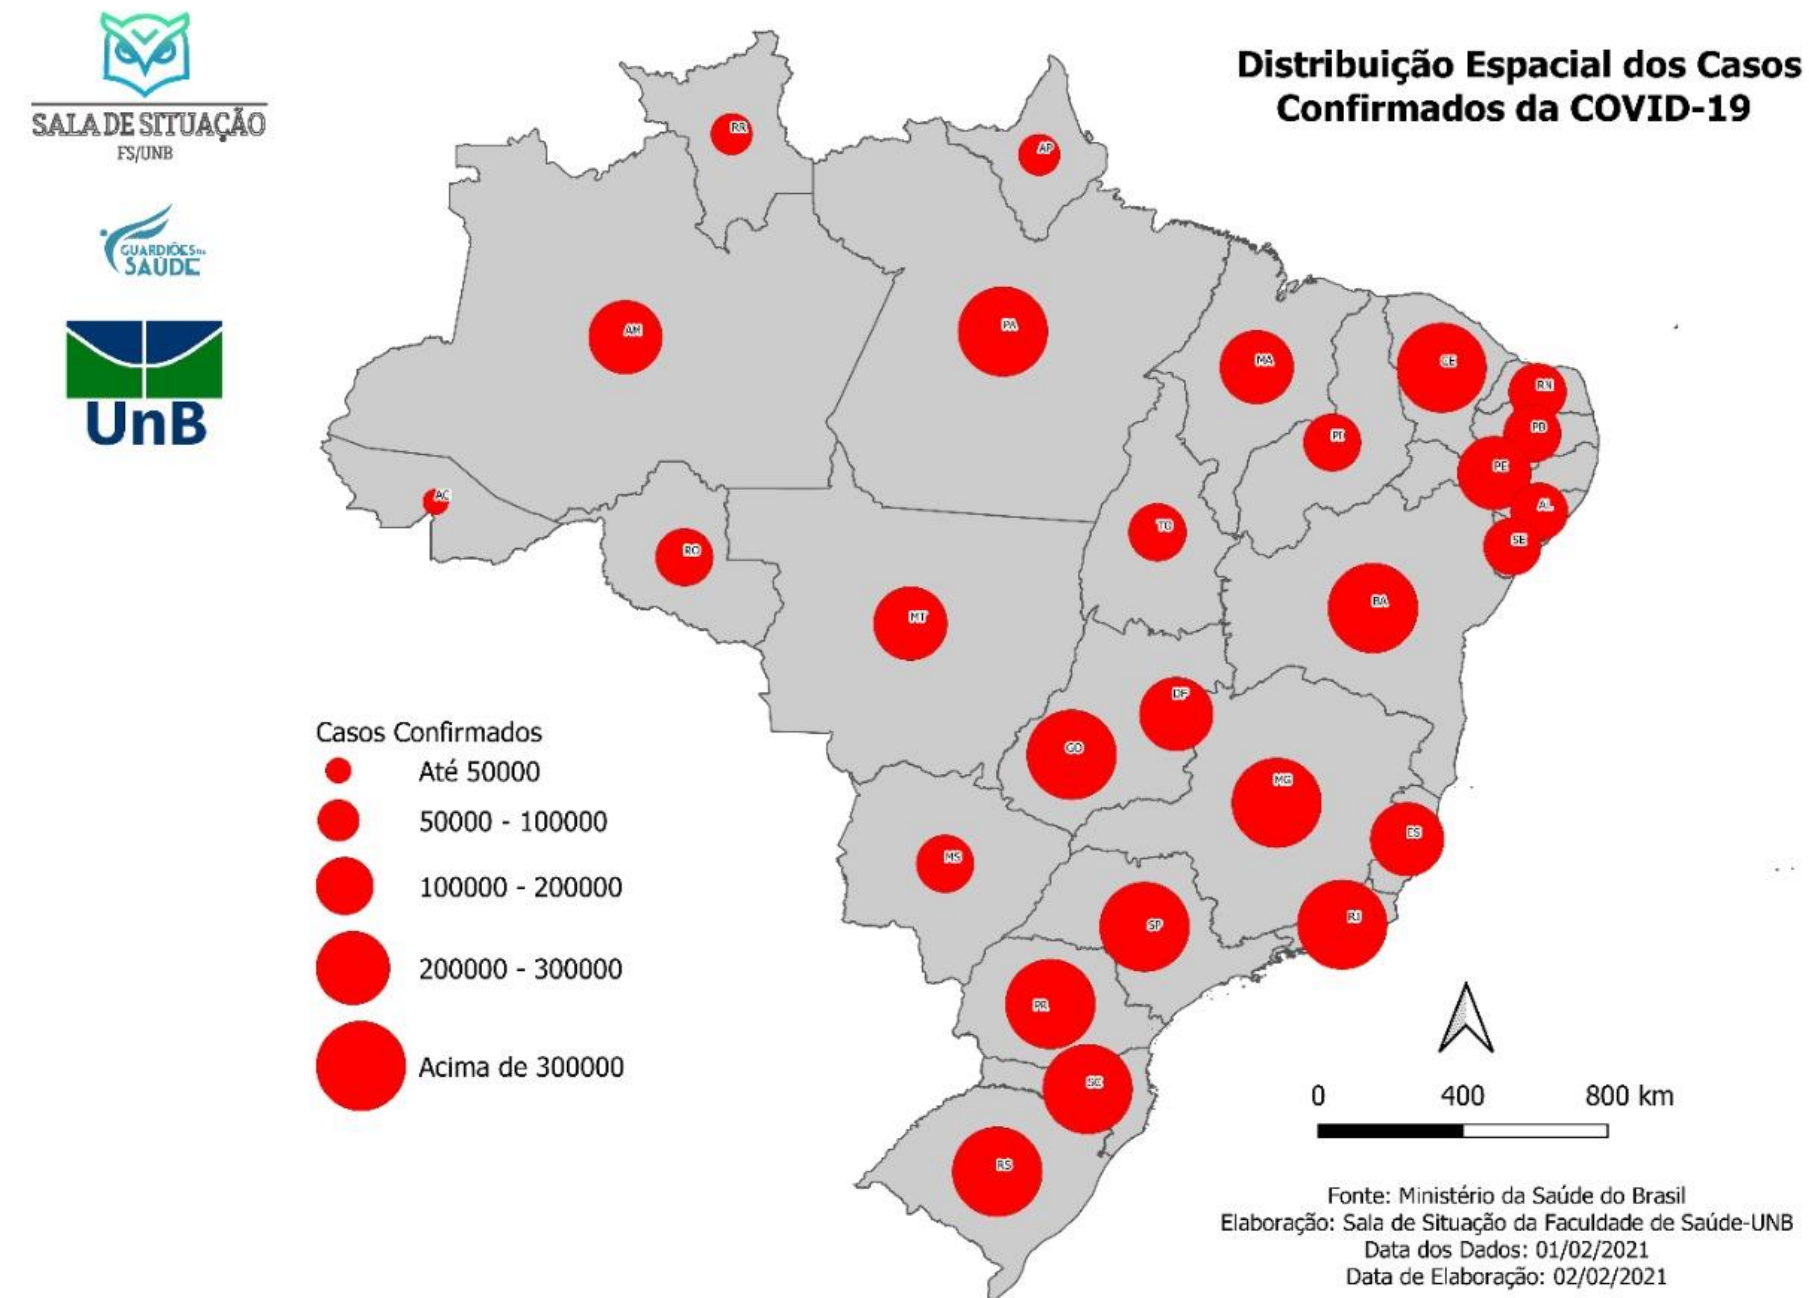 SALA DE SITUAÇÃO
FS/UNB
GUARDIÕES DA
SAÚDE
UnB
Distribuição Espacial dos Casos
Confirmados da COVID-19
RR
AP
AM
PA
MA
CE
RN
PB
PI
PE
AC
AL
TO
SE
RO
BA
MT
DF
GO
MG
ES
MS
RJ
SP
PR
SC
RS
Casos Confirmados
Até 50000
50000 - 100000
100000 - 200000
200000 - 300000
Acima de 300000
0 400 800 km
Fonte: Ministério da Saúde do Brasil
Elaboração: Sala de Situação da Faculdade de Saúde-UNB
Data dos Dados: 01/02/2021
Data de Elaboração: 02/02/2021